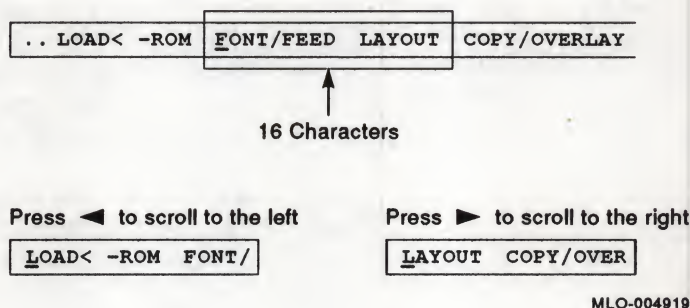 .. LOAD< -ROM FONT/FEED LAYOUT COPY/OVERLAY
16 Characters
Press ◄ to scroll to the left
LOAD< -ROM FONT/
Press ► to scroll to the right
LAYOUT COPY/OVER
MLO-004919